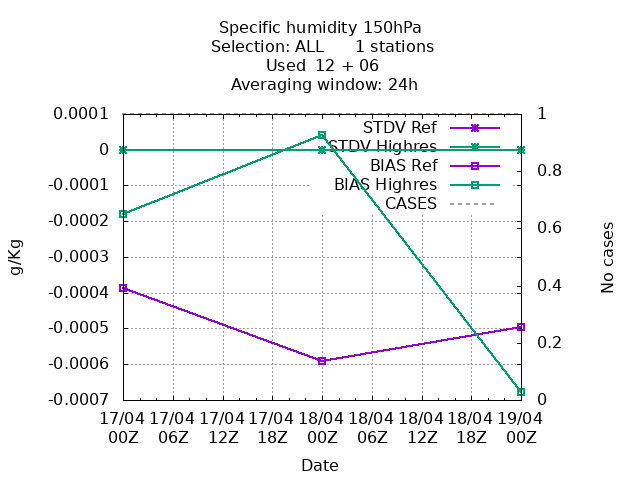 Specific humidity 150hPa
Selection: ALL 1 stations
Used 12 + 06
Averaging window: 24h
0.0001
0
-0.0001
-0.0002
-0.0003
-0.0004
-0.0005
-0.0006
-0.0007
g/Kg
STDV Ref
STDV Highres
BIAS Ref
BIAS Highres
CASES
1
0.8
0.6
0.4
0.2
0
No cases
17/04 17/04 17/04 17/04 18/04 18/04 18/04 18/04 19/04
00Z 06Z 12Z 18Z 00Z 06Z 12Z 18Z 00Z
Date